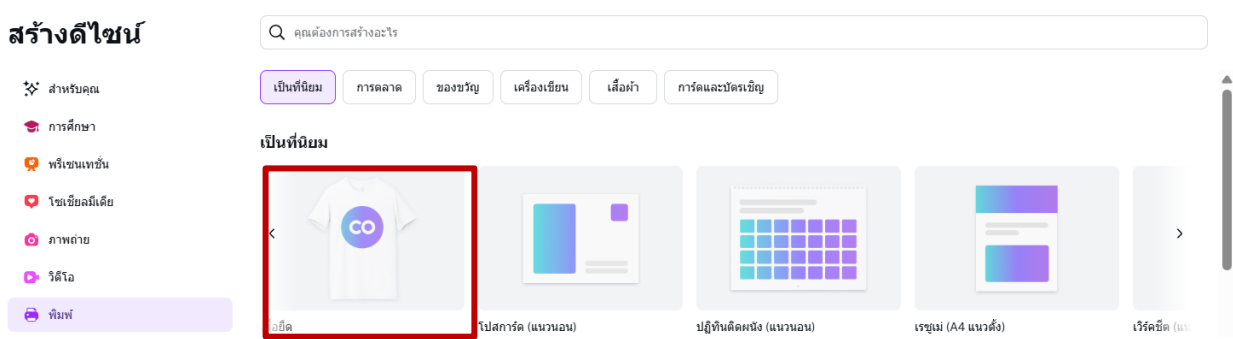 สร้างดีไซน์
คุณต้องการสร้างอะไร
สำหรับคุณ
การศึกษา
พรีเซนเทชั่น
โซเชียลมีเดีย
ภาพถ่าย
วิดีโอ
พิมพ์
เป็นที่นิยม การตลาด ของขวัญ เครื่องเขียน เสื้อผ้า การ์ดและบัตรเชิญ
เป็นที่นิยม
CO
โปสการ์ด (แนวนอน) ปฏิทินติดผนัง (แนวนอน) เรซูเม่ (A4 แนวตั้ง) เวิร์คชีต